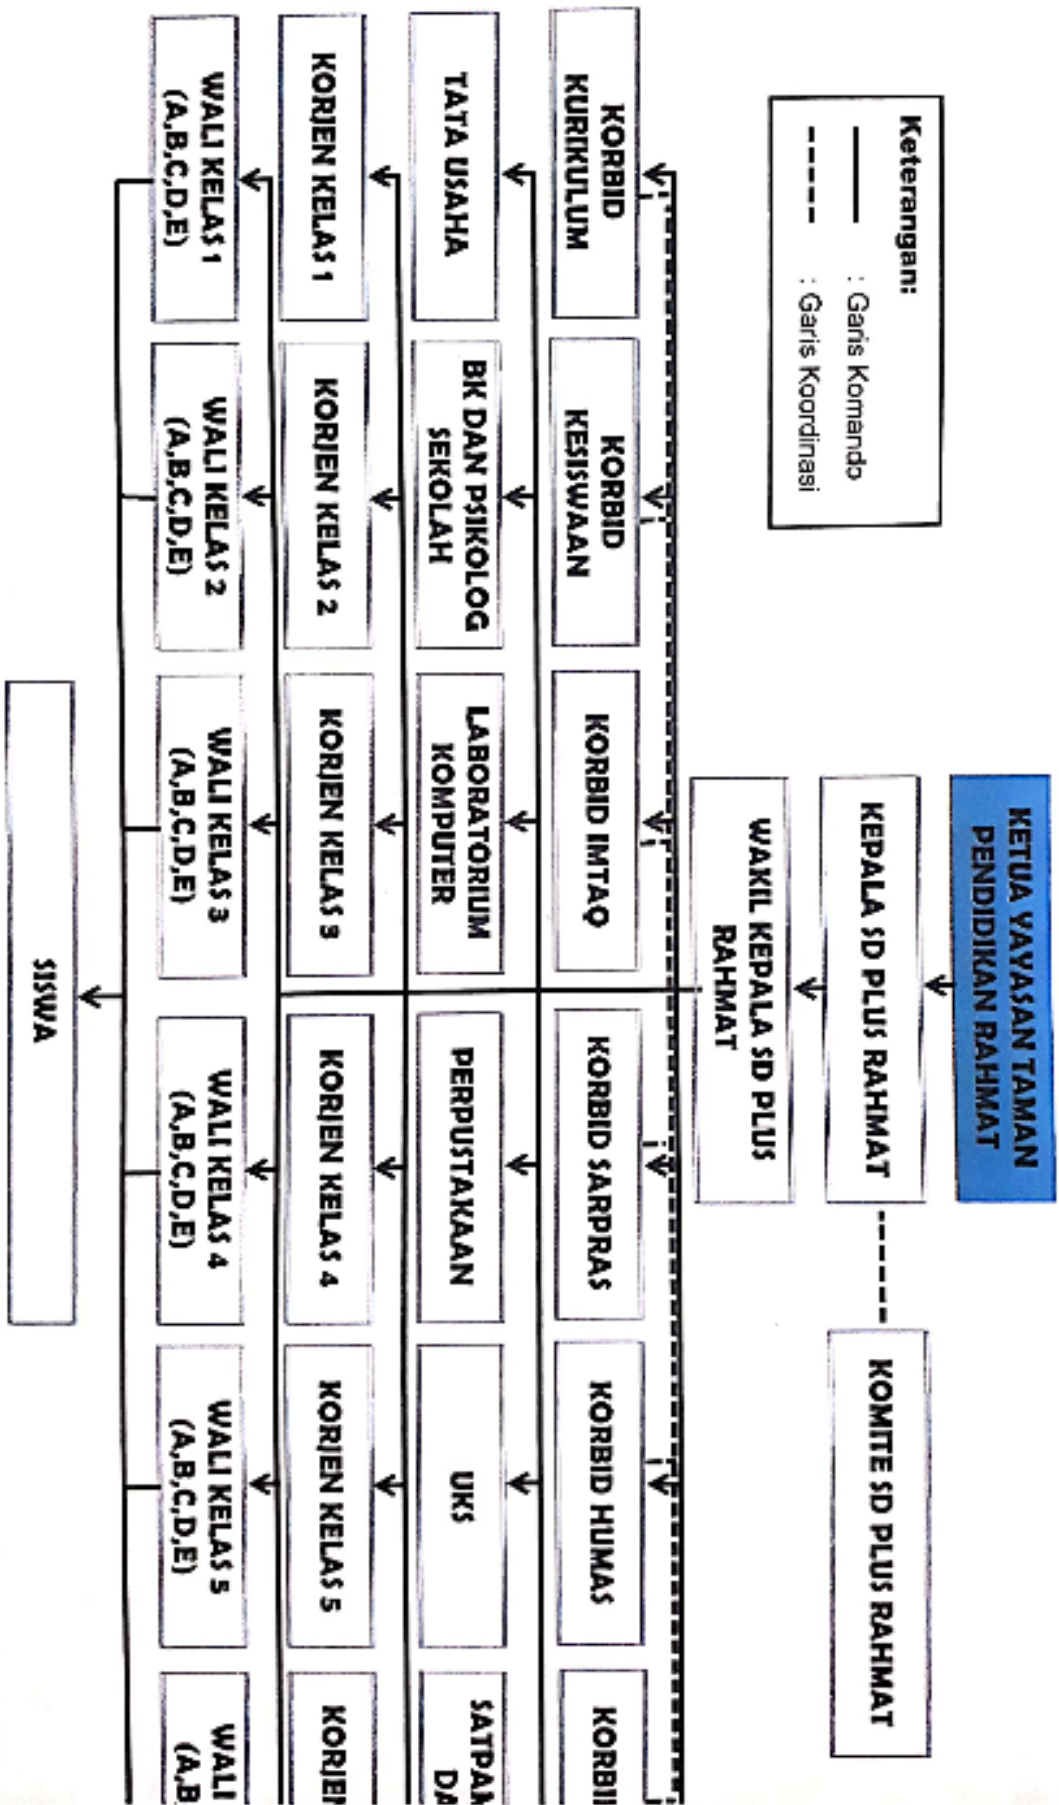 KETUA YAYASAN TAMAN
PENDIDIKAN RAHMAT
KEPALA SD PLUS RAHMAT
KOMITE SD PLUS RAHMAT
Keterangan:
: Garis Komando
: Garis Koordinasi
WAKIL KEPALA SD PLUS
RAHMAT
KORBID
KURIKULUM
KORBID
KESISWAAN
KORBID IMTAQ
KORBID SARPRAS
KORBID HUMAS
TATA USAHA
BK DAN PSIKOLOG
SEKOLAH
LABORATORIUM
KOMPUTER
PERPUSTAKAAN
UKS
KORJEN KELAS 1
KORJEN KELAS 2
KORJEN KELAS 3
KORJEN KELAS 4
KORJEN KELAS 5
WALI KELAS 1
(A,B,C,D,E)
WALI KELAS 2
(A,B,C,D,E)
WALI KELAS 3
(A,B,C,D,E)
WALI KELAS 4
(A,B,C,D,E)
WALI KELAS 5
(A,B,C,D,E)
WALI
(A,B
SISWA